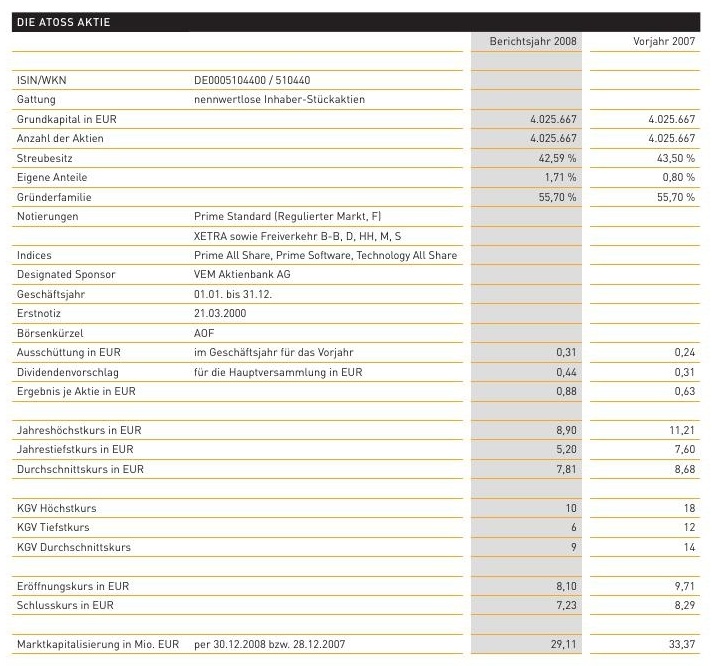 DIE ATOSS AKTIE
Berichtsjahr 2008 Vorjahr 2007
ISIN/WKN DE0005104400 / 510440
Gattung nennwertlose Inhaber-Stückaktien
Grundkapital in EUR 4.025.667 4.025.667
Anzahl der Aktien 4.025.667 4.025.667
Streubesitz 42,59 % 43,50 %
Eigene Anteile 1,71 % 0,80 %
Gründerfamilie 55,70 % 55,70 %
Notierungen Prime Standard (Regulierter Markt, F)
XETRA sowie Freiverkehr B-B, D, HH, M, S
Indices Prime All Share, Prime Software, Technology All Share
Designated Sponsor VEM Aktienbank AG
Geschäftsjahr 01.01. bis 31.12.
Erstnotiz 21.03.2000
Börsenkürzel AOF
Ausschüttung in EUR im Geschäftsjahr für das Vorjahr 0,31 0,24
Dividendenvorschlag für die Hauptversammlung in EUR 0,44 0,31
Ergebnis je Aktie in EUR 0,88 0,63
Jahreshöchstkurs in EUR 8,90 11,21
Jahrestiefstkurs in EUR 5,20 7,60
Durchschnittskurs in EUR 7,81 8,68
KGV Höchstkurs 10 18
KGV Tiefstkurs 6 12
KGV Durchschnittskurs 9 14
Eröffnungskurs in EUR 8,10 9,71
Schlusskurs in EUR 7,23 8,29
Marktkapitalisierung in Mio. EUR per 30.12.2008 bzw. 28.12.2007 29,11 33,37